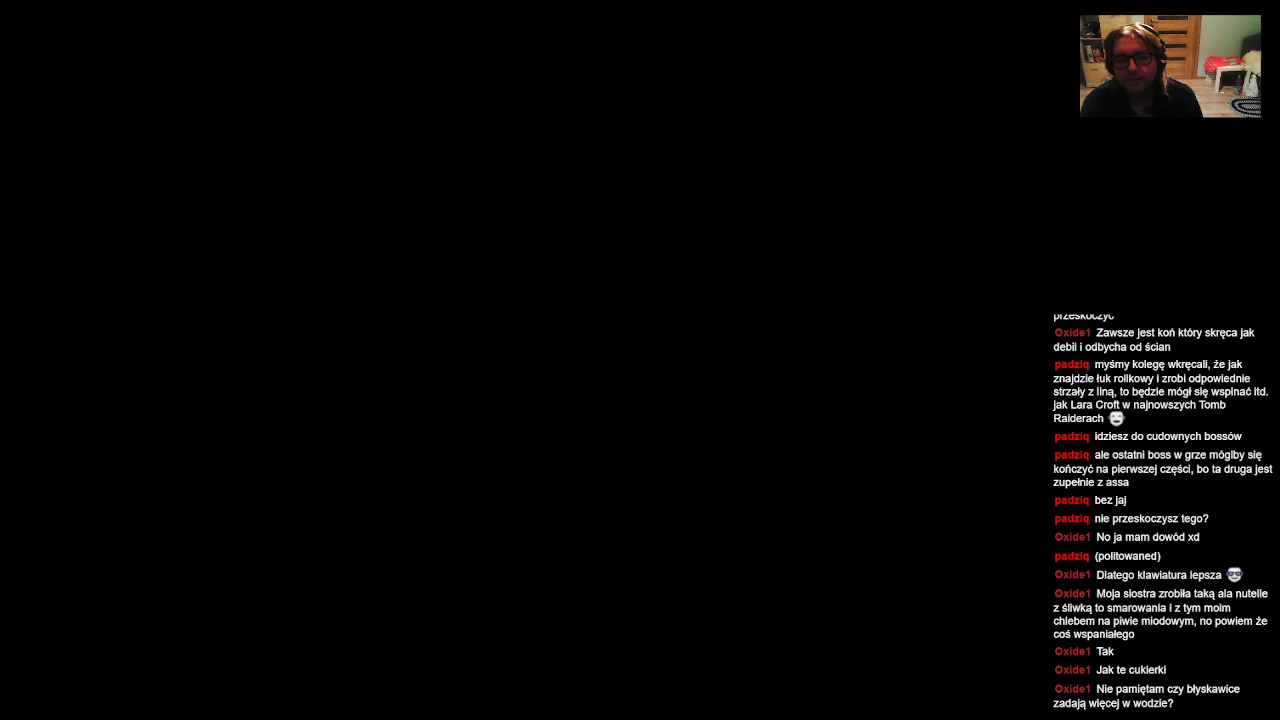 przeskoczyć
Oxide1 Zawsze jest koń który skręca jak
debil i odbycha od ścian
padziq myśmy kolegę wkręcali, że jak
znajdzie łuk rollkowy i zrobi odpowiednie
strzały z liną, to będzie mógł się wspinać itd.
jak Lara Croft w najnowszych Tomb
Raiderach
padziq idziesz do cudownych bossów
padziq ale ostatni boss w grze móglby się
kończyć na pierwszej części, bo ta druga jest
zupełnie z assa
padziq bez jaj
padziq nie przeskoczysz tego?
Oxide1 No ja mam dowód xd
padziq (politowaned)
Oxide1 Dlatego klawiatura lepsza
Oxide1 Moja siostra zrobiła taką ala nutelle
z śliwką to smarowania i z tym moim
chlebem na piwie miodowym, no powiem że
coś wspaniałego
Oxide1 Tak
Oxide1 Jak te cukierki
Oxide1 Nie pamiętam czy błyskawice
zadają więcej w wodzie?